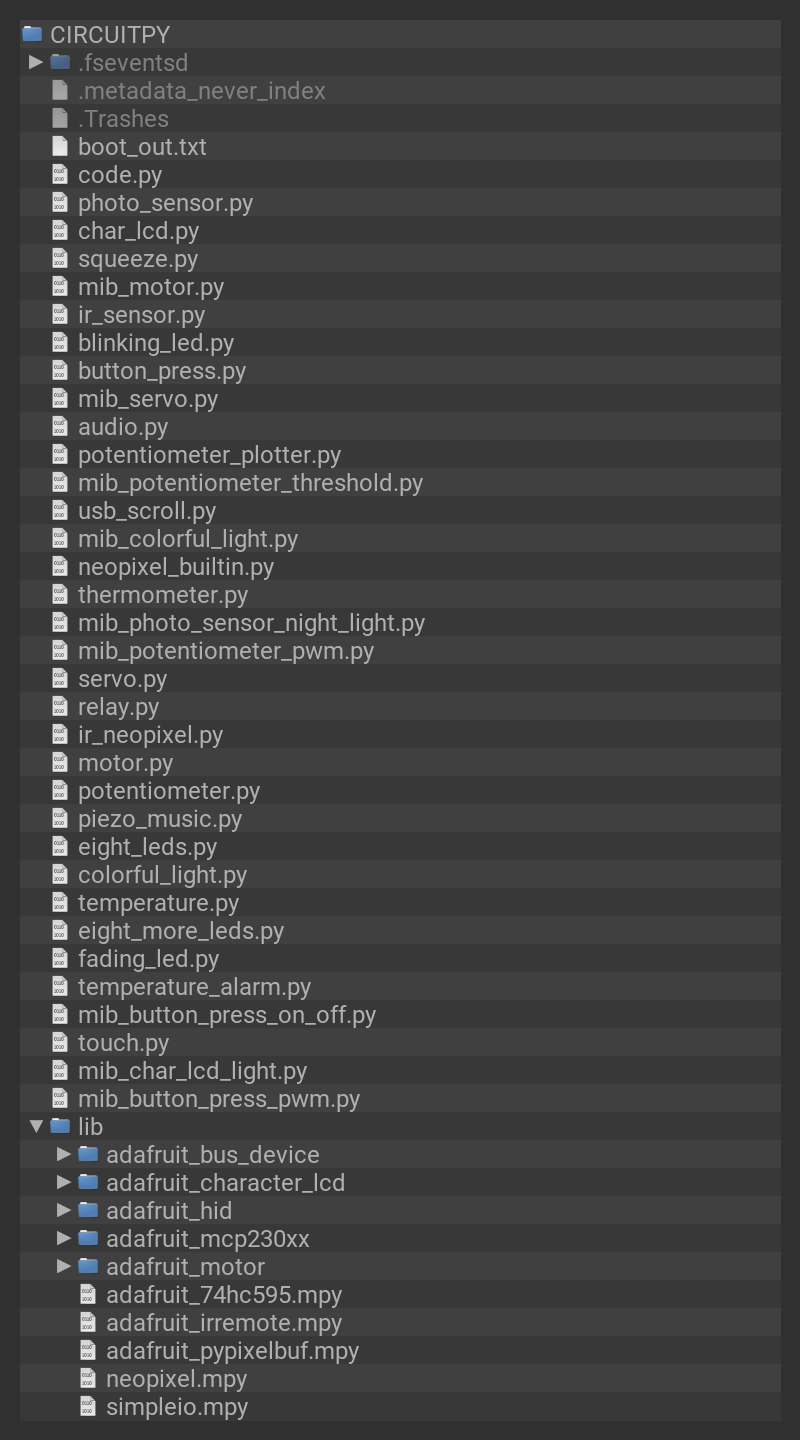 CIRCUITPY
.fseventsd
.metadata_never_index
.Trashes
boot_out.txt
code.py
photo_sensor.py
char_lcd.py
squeeze.py
mib_motor.py
ir_sensor.py
blinking_led.py
button_press.py
mib_servo.py
audio.py
potentiometer_plotter.py
mib_potentiometer_threshold.py
usb_scroll.py
mib_colorful_light.py
neopixel_builtin.py
thermometer.py
mib_photo_sensor_night_light.py
mib_potentiometer_pwm.py
servo.py
relay.py
ir_neopixel.py
motor.py
potentiometer.py
piezo_music.py
eight_leds.py
colorful_light.py
temperature.py
eight_more_leds.py
fading_led.py
temperature_alarm.py
mib_button_press_on_off.py
touch.py
mib_char_lcd_light.py
mib_button_press_pwm.py
lib
adafruit_bus_device
adafruit_character_lcd
adafruit_hid
adafruit_mcp230xx
adafruit_motor
adafruit_74hc595.mpy
adafruit_irremote.mpy
adafruit_pypixelbuf.mpy
neopixel.mpy
simpleio.mpy